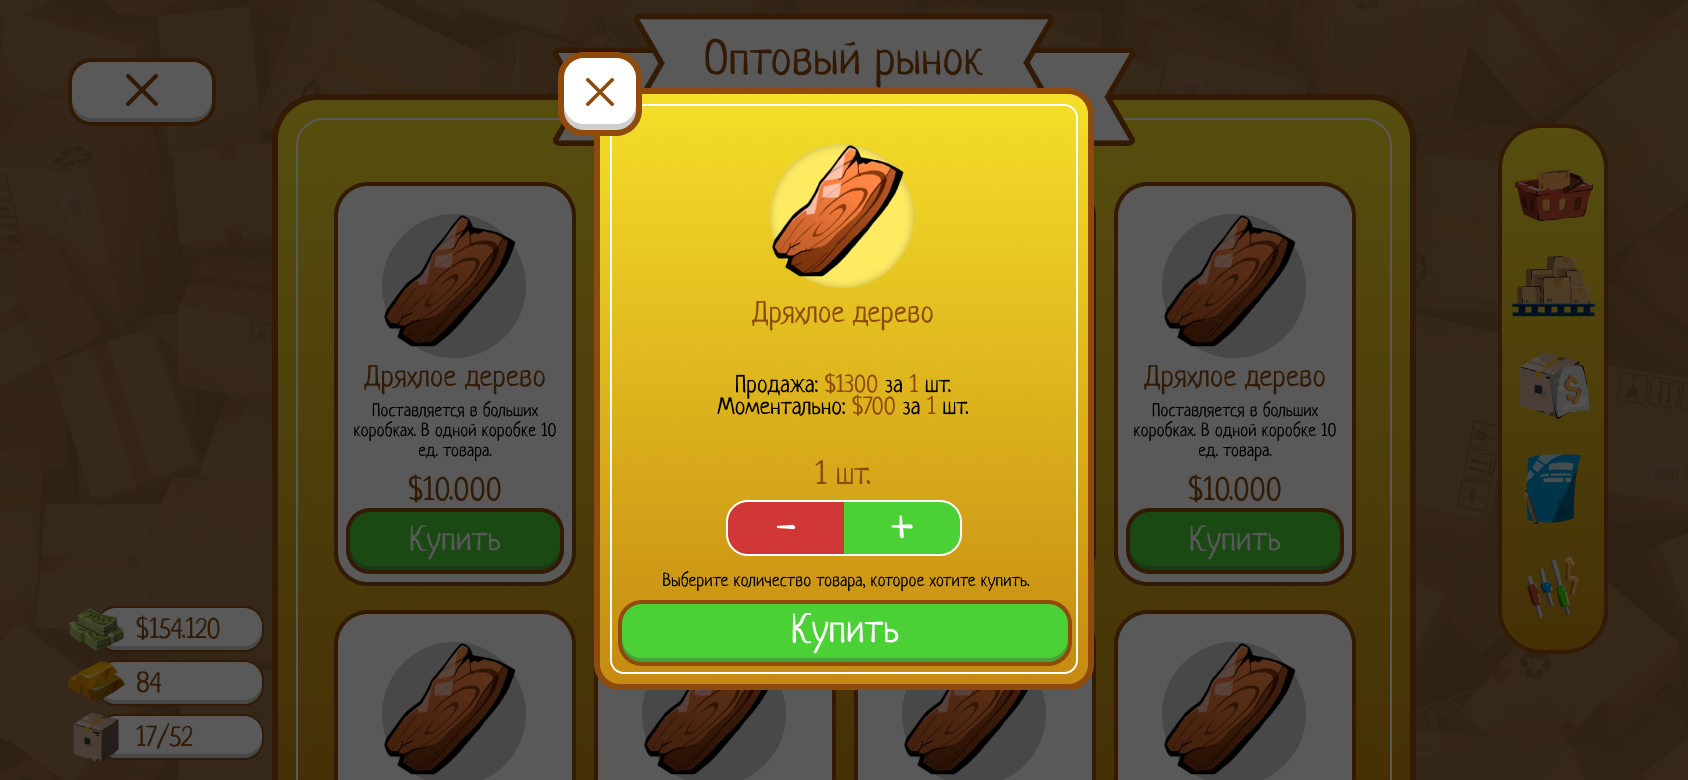 Оптовый рынок
Дряхлое дерево
Продажа: $1300 за 1 шт.
Моментально: $700 за 1 шт.
1 шт.
- +
Выберите количество товара, которое хотите купить.
Купить
Дряхлое дерево
Поставляется в больших
коробках. В одной коробке 10
ед. товара.
$10.000
Купить
Дряхлое дерево
Поставляется в больших
коробках. В одной коробке 10
ед. товара.
$10.000
Купить
$154.120
84
17/52